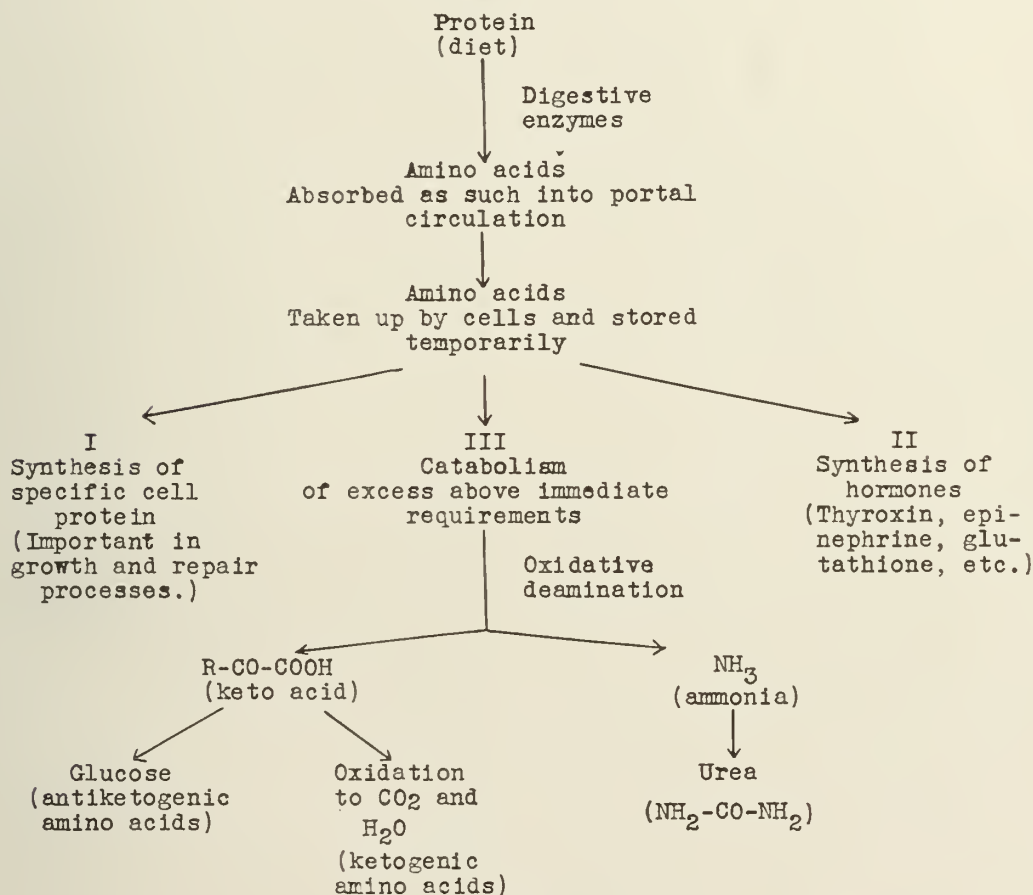 Protein
(diet)
Digestive
enzymes
Amino acids
Absorbed as such into portal
circulation
Amino acids
Taken up by cells and stored
temporarily
I
Synthesis of
specific cell
protein
(Important in
growth and repair
processes.)
III
Catabolism
of excess above immediate
requirements
II
Synthesis of
hormones
(Thyroxin, epi-
nephrine, glu-
tathione, etc.)
Oxidative
deamination
R-CO-COOH
(keto acid)
NH3
(ammonia)
Glucose
(antiketogenic
amino acids)
Oxidation
to CO2 and
H2O
(ketogenic
amino acids)
Urea
(NH2-CO-NH2)